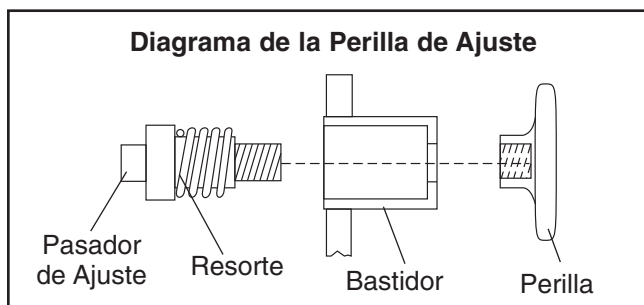 Diagrama de la Perilla de Ajuste
Pasador
de Ajuste
Resorte
Bastidor
Perilla